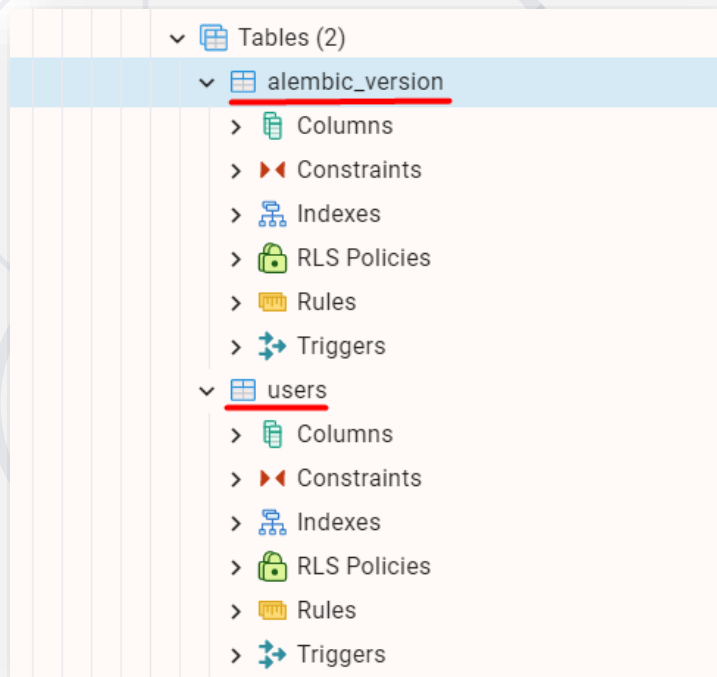 Tables (2)
alembic_version
Columns
Constraints
Indexes
RLS Policies
Rules
Triggers
users
Columns
Constraints
Indexes
RLS Policies
Rules
Triggers